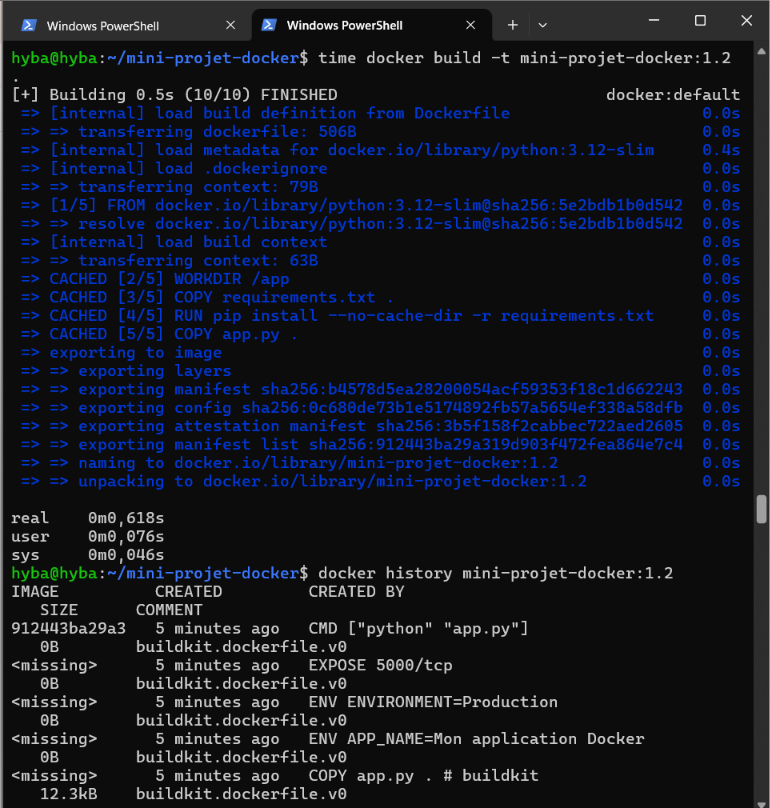 Windows PowerShell
Windows PowerShell
hyba@hyba:~/mini-projet-docker$ time docker build -t mini-projet-docker:1.2
.
[+] Building 0.5s (10/10) FINISHED docker:default
=> [internal] load build definition from Dockerfile 0.0s
=> => transferring dockerfile: 506B 0.0s
=> [internal] load metadata for docker.io/library/python:3.12-slim 0.4s
=> [internal] load .dockerignore 0.0s
=> => transferring context: 79B 0.0s
=> [1/5] FROM docker.io/library/python:3.12-slim@sha256:5e2bdb1b0d542 0.0s
=> => resolve docker.io/library/python:3.12-slim@sha256:5e2bdb1b0d542 0.0s
=> [internal] load build context 0.0s
=> => transferring context: 63B 0.0s
=> CACHED [2/5] WORKDIR /app 0.0s
=> CACHED [3/5] COPY requirements.txt . 0.0s
=> CACHED [4/5] RUN pip install --no-cache-dir -r requirements.txt 0.0s
=> CACHED [5/5] COPY app.py . 0.0s
=> exporting to image 0.0s
=> => exporting layers 0.0s
=> => exporting manifest sha256:b4578d5ea28200054acf59353f18c1d662243 0.0s
=> => exporting config sha256:0c680de73b1e5174892fb57a5654ef338a58dfb 0.0s
=> => exporting attestation manifest sha256:3b5f158f2cabbec722aed2605 0.0s
=> => exporting manifest list sha256:912443ba29a319d903f472fea864e7c4 0.0s
=> => naming to docker.io/library/mini-projet-docker:1.2 0.0s
=> => unpacking to docker.io/library/mini-projet-docker:1.2 0.0s
real 0m0,618s
user 0m0,076s
sys 0m0,046s
hyba@hyba:~/mini-projet-docker$ docker history mini-projet-docker:1.2
IMAGE CREATED CREATED BY
SIZE COMMENT
912443ba29a3 5 minutes ago CMD ["python" "app.py"]
0B buildkit.dockerfile.v0
<missing> 5 minutes ago EXPOSE 5000/tcp
0B buildkit.dockerfile.v0
<missing> 5 minutes ago ENV ENVIRONMENT=Production
0B buildkit.dockerfile.v0
<missing> 5 minutes ago ENV APP_NAME=Mon application Docker
0B buildkit.dockerfile.v0
<missing> 5 minutes ago COPY app.py . # buildkit
12.3kB buildkit.dockerfile.v0